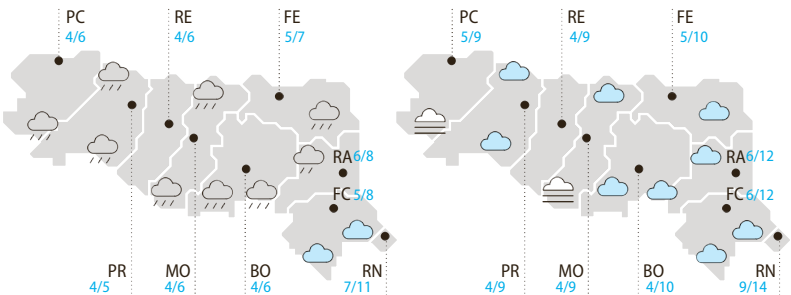 PC RE FE PC RE FE
4/6 4/6 5/7 5/9 4/9 5/10
RA 6/8 RA 6/12
FC 5/8 FC 6/12
PR MO BO RN PR MO BO RN
4/5 4/6 4/6 7/11 4/9 4/9 4/10 9/14